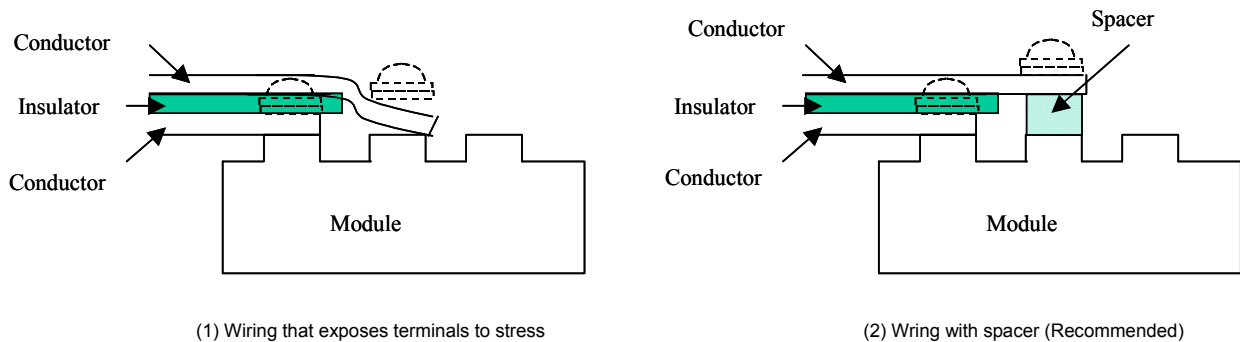 Conductor
Insulator
Conductor
Module
(1) Wiring that exposes terminals to stress
Spacer
Conductor
Insulator
Conductor
Module
(2) Wring with spacer (Recommended)